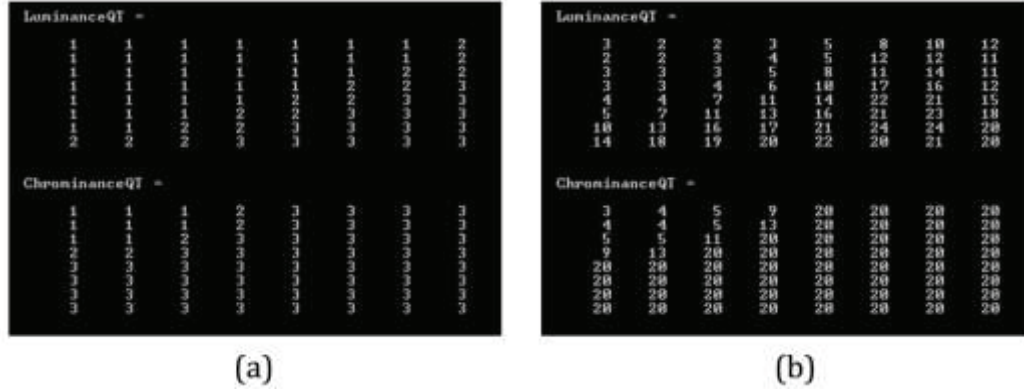 LuminanceQT =
1 1 1 1 1 1 1 2
1 1 1 1 1 1 1 2
1 1 1 1 1 1 2 2
1 1 1 1 1 2 2 3
1 1 1 1 2 2 3 3
1 1 1 2 2 3 3 3
1 1 2 2 3 3 3 3
2 2 2 3 3 3 3 3
ChrominanceQT =
1 1 1 2 3 3 3 3
1 1 1 2 3 3 3 3
1 1 2 3 3 3 3 3
2 2 3 3 3 3 3 3
3 3 3 3 3 3 3 3
3 3 3 3 3 3 3 3
3 3 3 3 3 3 3 3
3 3 3 3 3 3 3 3
(a)
LuminanceQT =
3 2 2 3 5 8 10 12
2 2 3 4 5 12 12 11
3 3 3 5 8 11 14 11
3 3 4 6 10 17 16 12
4 4 7 11 14 22 21 15
5 7 11 13 16 21 23 18
10 13 16 17 21 24 24 20
14 18 19 20 22 20 21 20
ChrominanceQT =
3 4 5 9 20 20 20 20
4 4 5 13 20 20 20 20
5 5 11 20 20 20 20 20
9 13 20 20 20 20 20 20
20 20 20 20 20 20 20 20
20 20 20 20 20 20 20 20
20 20 20 20 20 20 20 20
20 20 20 20 20 20 20 20
(b)